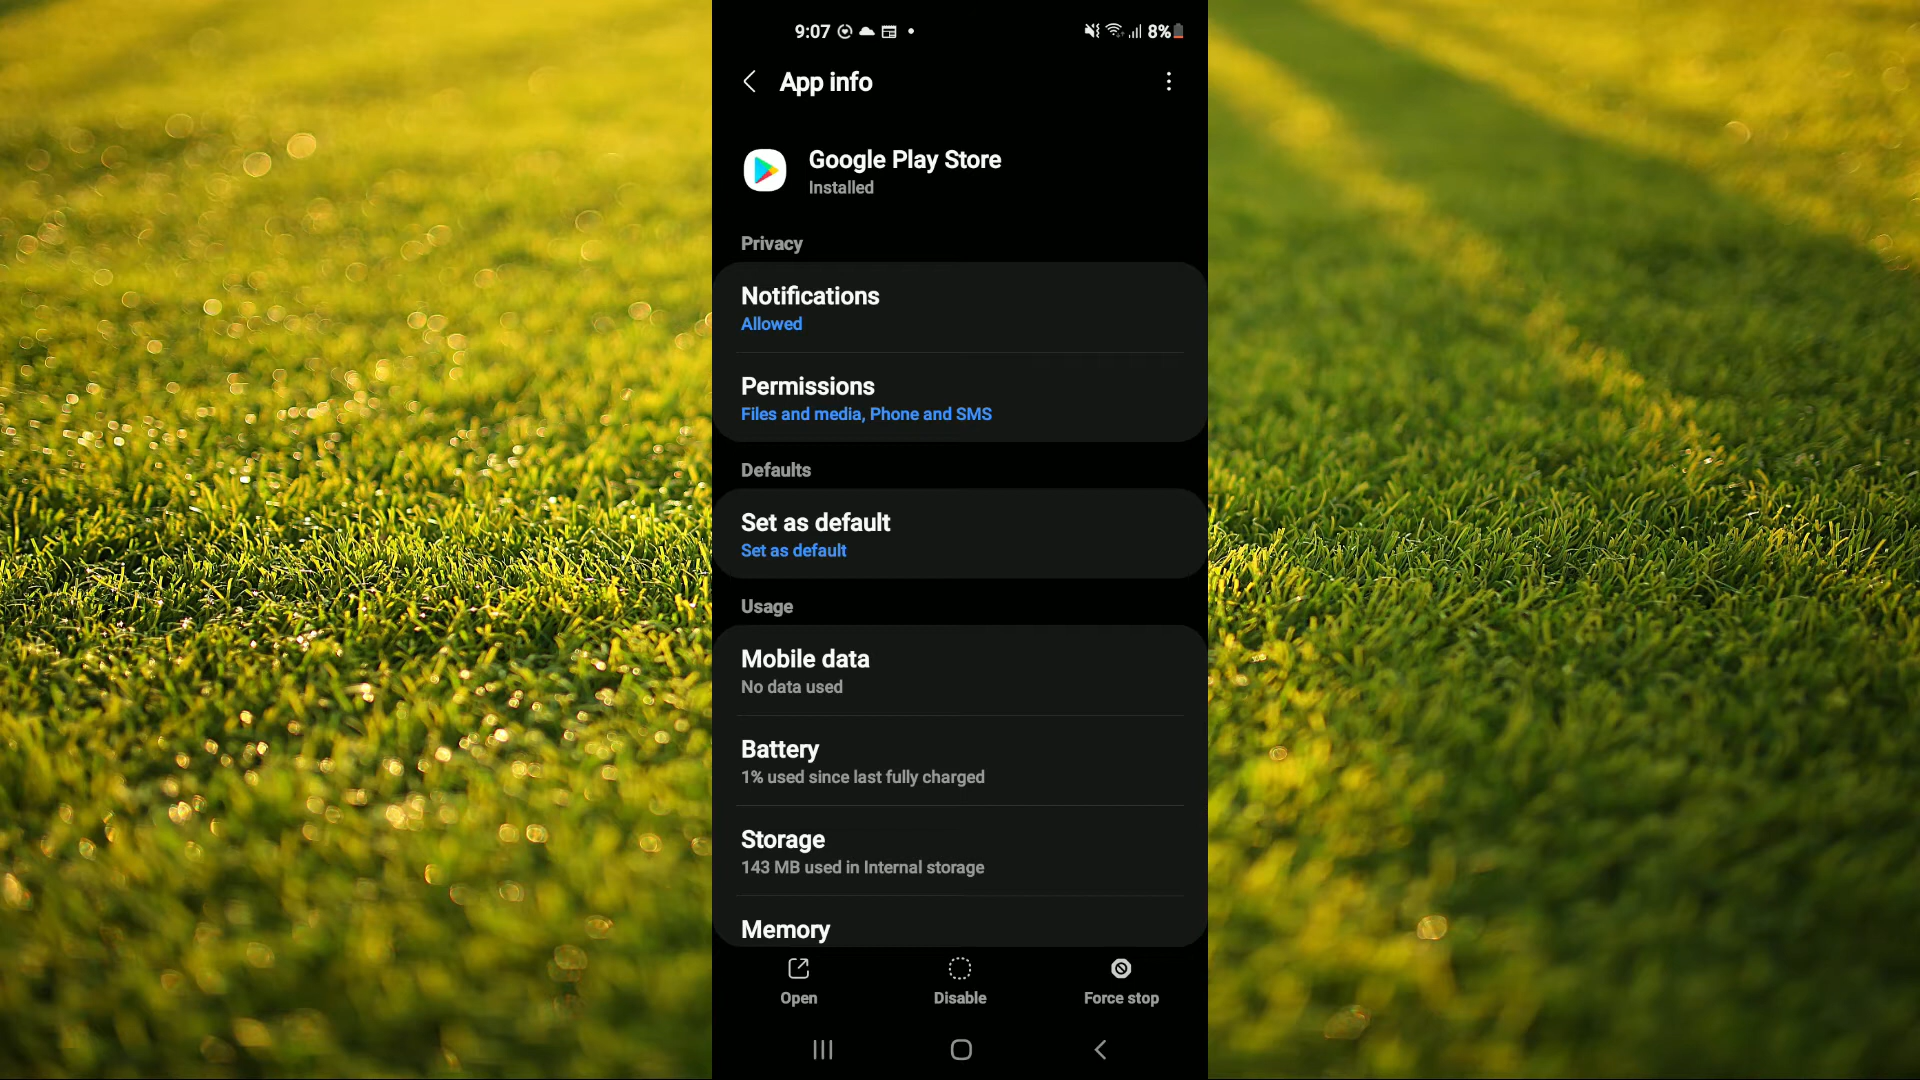 9:07
8%
App info
Google Play Store
Installed
Privacy
Notifications
Allowed
Permissions
Files and media, Phone and SMS
Defaults
Set as default
Set as default
Usage
Mobile data
No data used
Battery
1% used since last fully charged
Storage
143 MB used in Internal storage
Memory
Open
Disable
Force stop